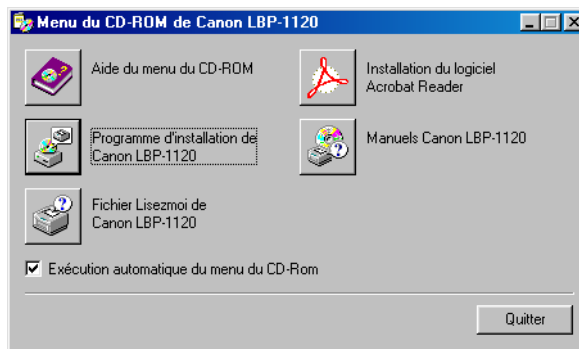 Menu du CD-ROM de Canon LBP-1120
Aide du menu du CD-ROM
Installation du logiciel
Acrobat Reader
Programme d'installation de
Canon LBP-1120
Manuels Canon LBP-1120
Fichier Lisezmoi de
Canon LBP-1120
Exécution automatique du menu du CD-Rom
Quitter